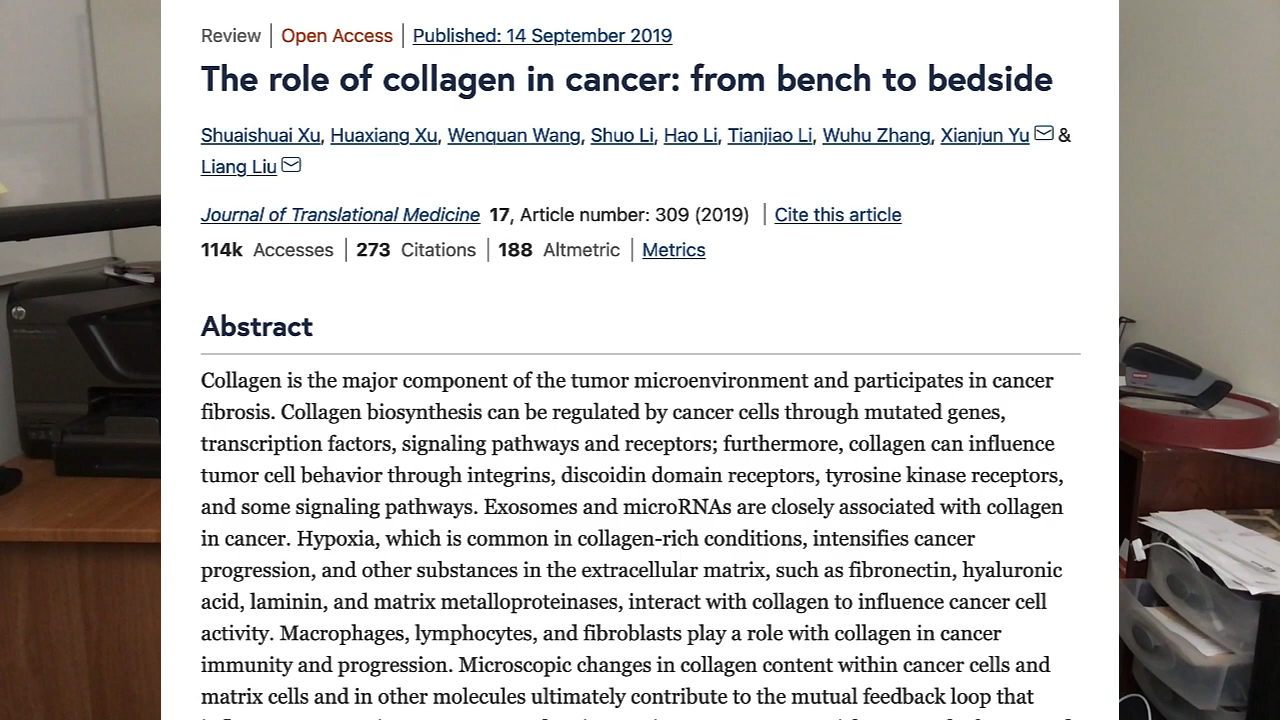 Review | Open Access | Published: 14 September 2019
The role of collagen in cancer: from bench to bedside
Shuaishuai Xu, Huaxiang Xu, Wenquan Wang, Shuo Li, Hao Li, Tianjiao Li, Wuhu Zhang, Xianjun Yu &
Liang Liu
Journal of Translational Medicine 17, Article number: 309 (2019) | Cite this article
114k Accesses | 273 Citations | 188 Altmetric | Metrics
Abstract
Collagen is the major component of the tumor microenvironment and participates in cancer
fibrosis. Collagen biosynthesis can be regulated by cancer cells through mutated genes,
transcription factors, signaling pathways and receptors; furthermore, collagen can influence
tumor cell behavior through integrins, discoidin domain receptors, tyrosine kinase receptors,
and some signaling pathways. Exosomes and microRNAs are closely associated with collagen
in cancer. Hypoxia, which is common in collagen-rich conditions, intensifies cancer
progression, and other substances in the extracellular matrix, such as fibronectin, hyaluronic
acid, laminin, and matrix metalloproteinases, interact with collagen to influence cancer cell
activity. Macrophages, lymphocytes, and fibroblasts play a role with collagen in cancer
immunity and progression. Microscopic changes in collagen content within cancer cells and
matrix cells and in other molecules ultimately contribute to the mutual feedback loop that
hp